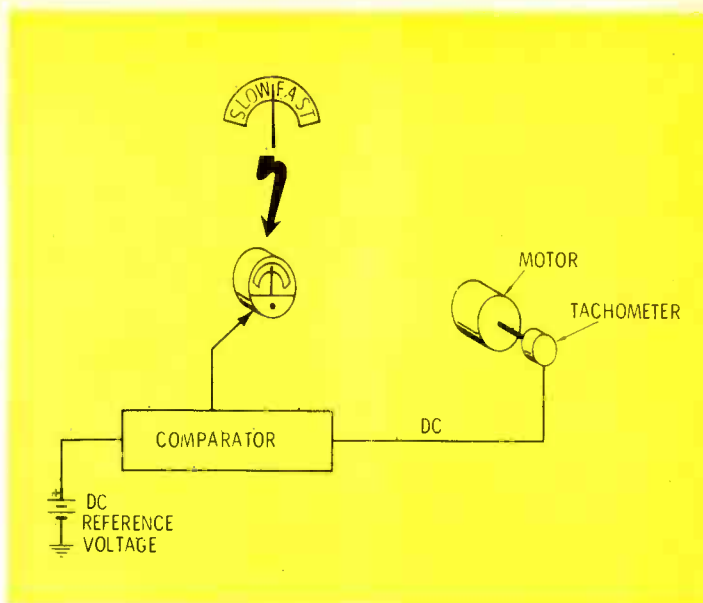 SLOW FAST
MOTOR
TACHOMETER
COMPARATOR
DC
+
DC
REFERENCE
VOLTAGE